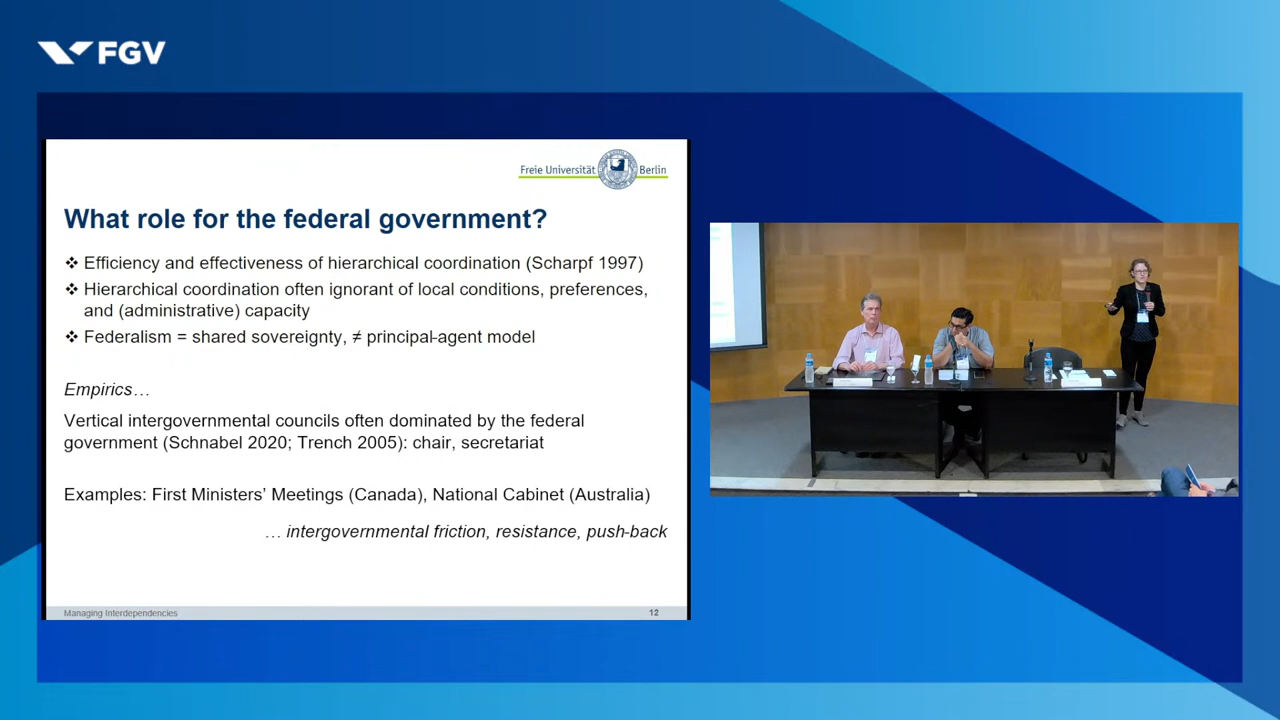 FGV
Freie Universität Berlin
What role for the federal government?
❖ Efficiency and effectiveness of hierarchical coordination (Scharpf 1997)
❖ Hierarchical coordination often ignorant of local conditions, preferences,
and (administrative) capacity
❖ Federalism = shared sovereignty, ≠ principal-agent model
Empirics…
Vertical intergovernmental councils often dominated by the federal
government (Schnabel 2020; Trench 2005): chair, secretariat
Examples: First Ministers’ Meetings (Canada), National Cabinet (Australia)
… intergovernmental friction, resistance, push-back
Managing Interdependencies
12